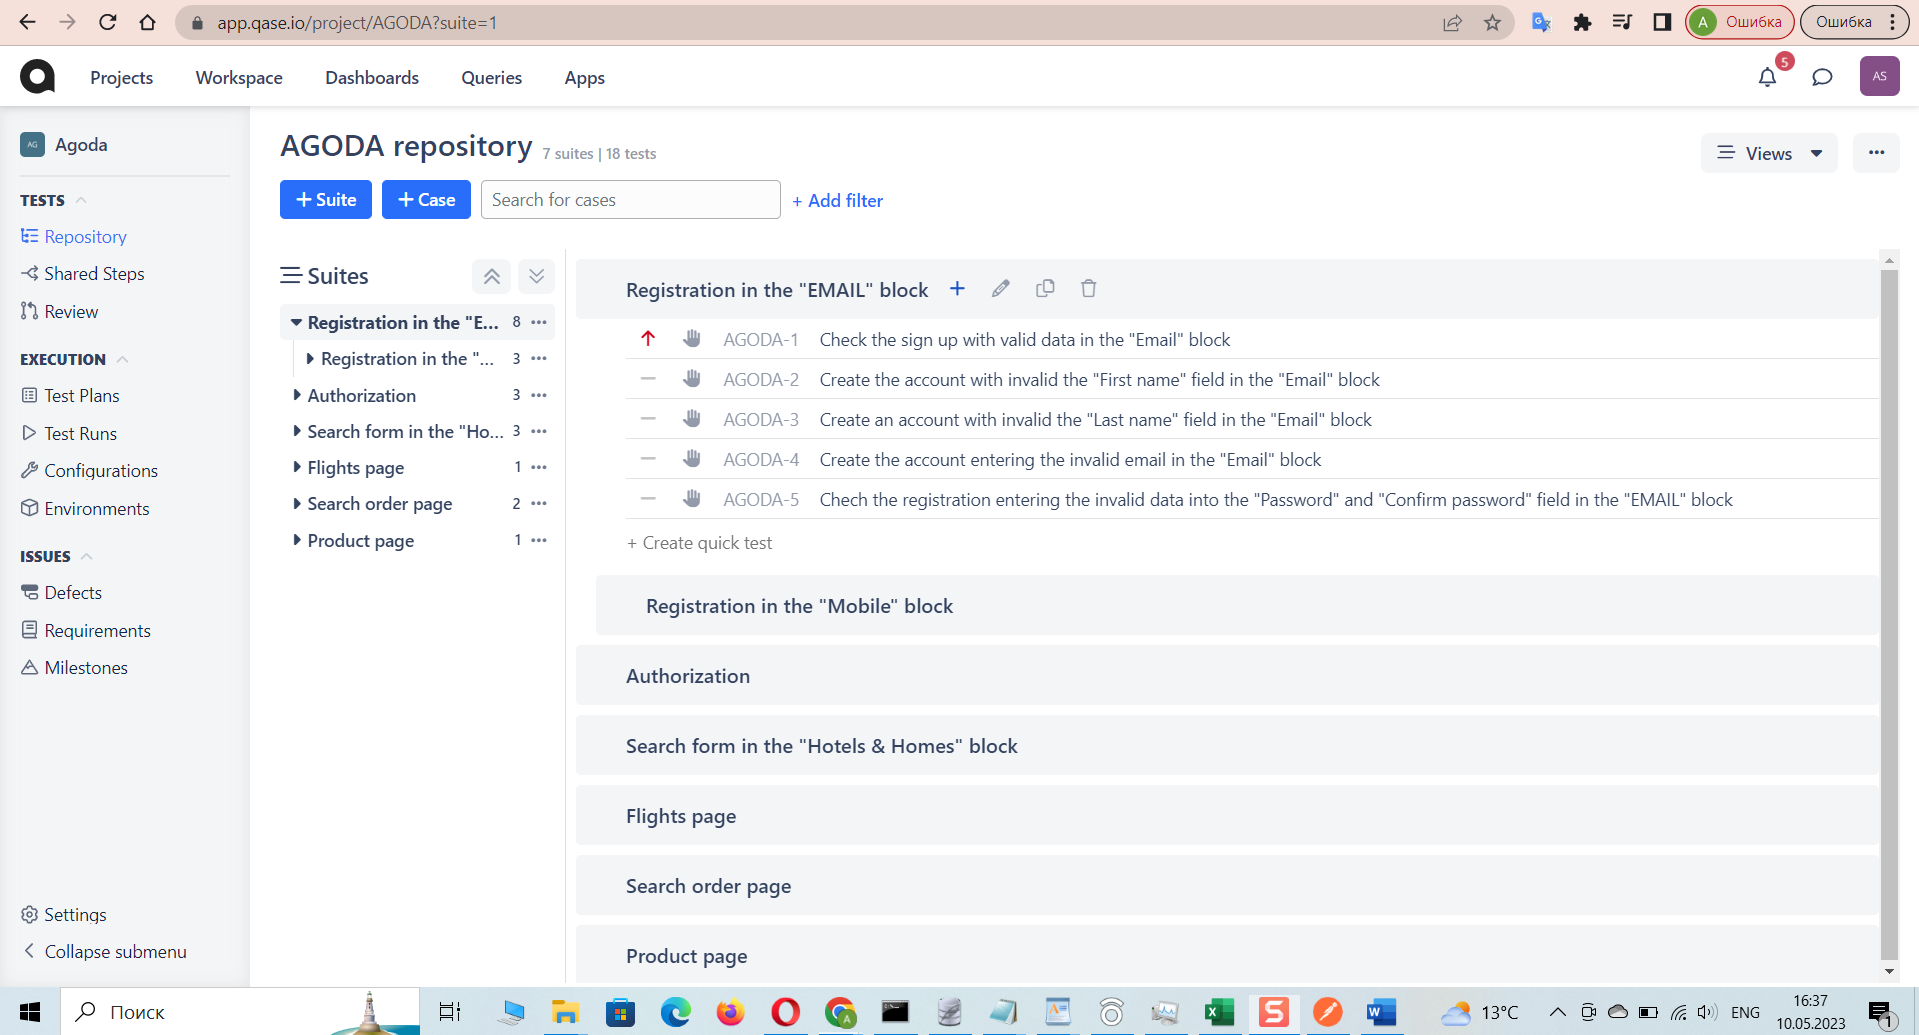 app.qase.io/project/AGODA?suite=1
A Ошибка
Ошибка
Projects
Workspace
Dashboards
Queries
Apps
5
AS
AG Agoda
TESTS
Repository
Shared Steps
Review
EXECUTION
Test Plans
Test Runs
Configurations
Environments
ISSUES
Defects
Requirements
Milestones
Settings
Collapse submenu
AGODA repository 7 suites | 18 tests
Views
+ Suite
+ Case
Search for cases
+ Add filter
Suites
Registration in the "E... 8
Registration in the "... 3
Authorization 3
Search form in the "Ho... 3
Flights page 1
Search order page 2
Product page 1
Registration in the "EMAIL" block
AGODA-1 Check the sign up with valid data in the "Email" block
AGODA-2 Create the account with invalid the "First name" field in the "Email" block
AGODA-3 Create an account with invalid the "Last name" field in the "Email" block
AGODA-4 Create the account entering the invalid email in the "Email" block
AGODA-5 Chech the registration entering the invalid data into the "Password" and "Confirm password" field in the "EMAIL" block
+ Create quick test
Registration in the "Mobile" block
Authorization
Search form in the "Hotels & Homes" block
Flights page
Search order page
Product page
Поиск
13°C
ENG
16:37
10.05.2023
1